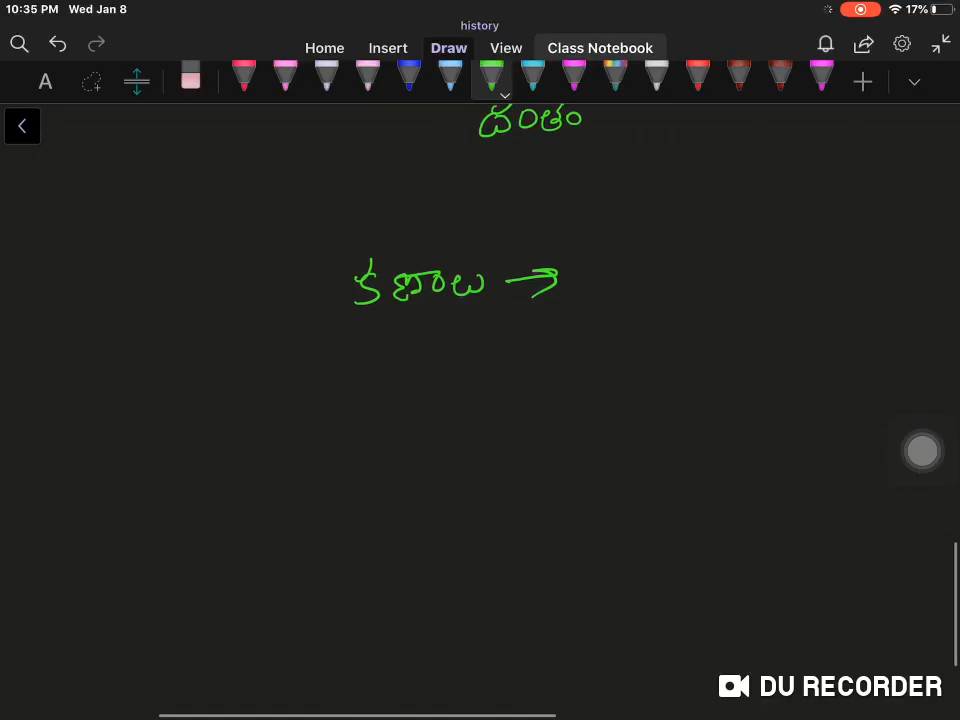 10:35 PM Wed Jan 8 17%
history
Home Insert Draw View Class Notebook
A
దంతం
కణాలు →
DU RECORDER